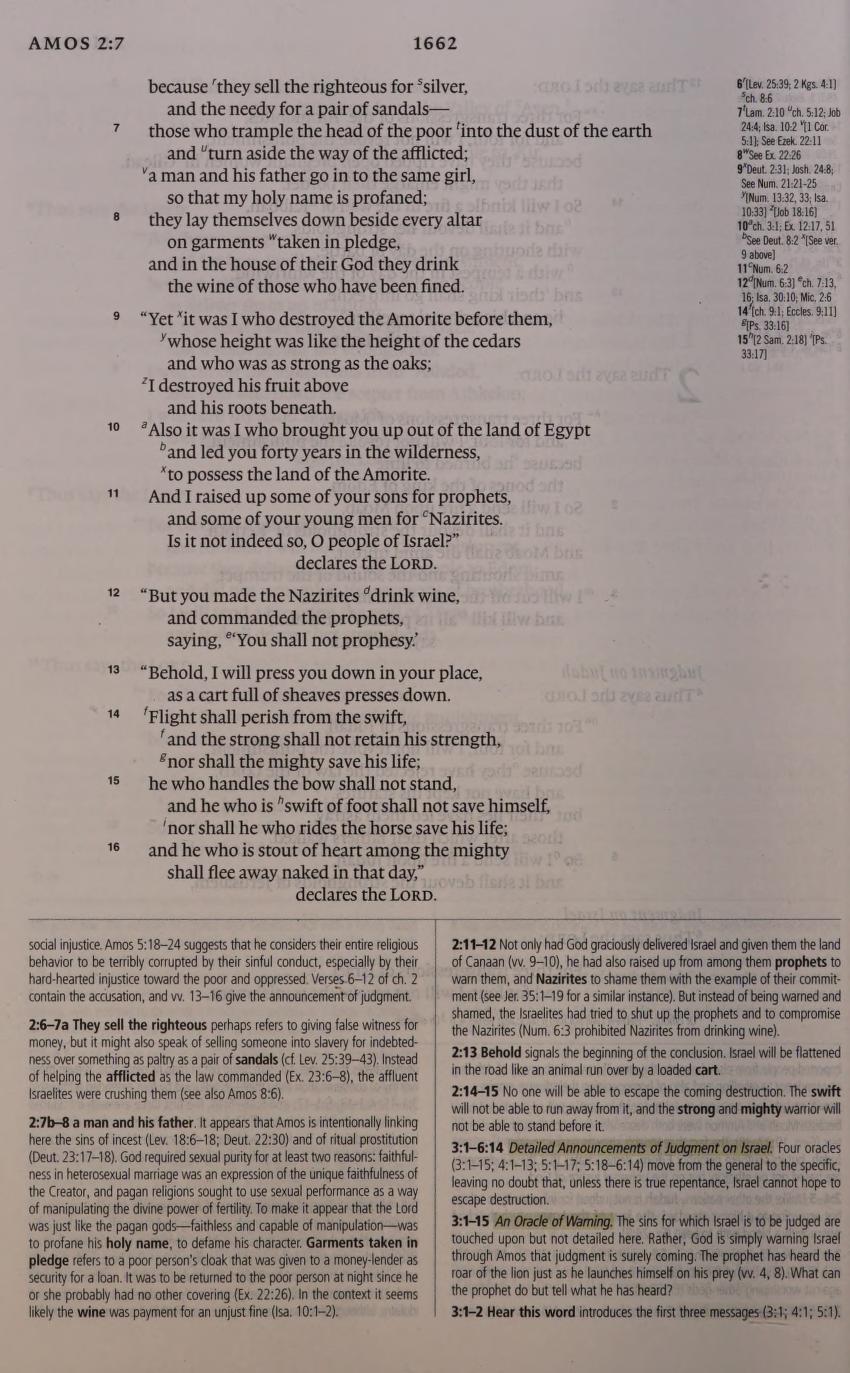 AMOS 2:7
1662
because ʳthey sell the righteous for ˢsilver,
and the needy for a pair of sandals—
7 those who trample the head of the poor ᵗinto the dust of the earth
and ᵘturn aside the way of the afflicted;
ᵛa man and his father go in to the same girl,
so that my holy name is profaned;
8 they lay themselves down beside every altar
on garments ʷtaken in pledge,
and in the house of their God they drink
the wine of those who have been fined.
9 “Yet ˣit was I who destroyed the Amorite before them,
ʸwhose height was like the height of the cedars
and who was as strong as the oaks;
ᶻI destroyed his fruit above
and his roots beneath.
10 ᵃAlso it was I who brought you up out of the land of Egypt
ᵇand led you forty years in the wilderness,
ˣto possess the land of the Amorite.
11 And I raised up some of your sons for prophets,
and some of your young men for ᶜNazirites.
Is it not indeed so, O people of Israel?”
declares the LORD.
12 “But you made the Nazirites ᵈdrink wine,
and commanded the prophets,
saying, ᵉ‘You shall not prophesy.’
13 “Behold, I will press you down in your place,
as a cart full of sheaves presses down.
14 ᶠFlight shall perish from the swift,
ᶠand the strong shall not retain his strength,
ᵍnor shall the mighty save his life;
15 he who handles the bow shall not stand,
and he who is ʰswift of foot shall not save himself,
ⁱnor shall he who rides the horse save his life;
16 and he who is stout of heart among the mighty
shall flee away naked in that day,”
declares the LORD.
6ʳ[Lev. 25:39; 2 Kgs. 4:1]
ˢch. 8:6
7ᵗLam. 2:10 ᵘch. 5:12; Job
24:4; Isa. 10:2 ᵛ[1 Cor.
5:1]; See Ezek. 22:11
8ʷSee Ex. 22:26
9ˣDeut. 2:31; Josh. 24:8;
See Num. 21:21–25
ʸ[Num. 13:32, 33; Isa.
10:33] ᶻ[Job 18:16]
10ᵃch. 3:1; Ex. 12:17, 51
ᵇSee Deut. 8:2 ˣ[See ver.
9 above]
11ᶜNum. 6:2
12ᵈ[Num. 6:3] ᵉch. 7:13,
16; Isa. 30:10; Mic. 2:6
14ᶠ[ch. 9:1; Eccles. 9:11]
ᵍ[Ps. 33:16]
15ʰ[2 Sam. 2:18] ⁱ[Ps.
33:17]
social injustice. Amos 5:18–24 suggests that he considers their entire religious
behavior to be terribly corrupted by their sinful conduct, especially by their
hard-hearted injustice toward the poor and oppressed. Verses 6–12 of ch. 2
contain the accusation, and vv. 13–16 give the announcement of judgment.
2:6–7a They sell the righteous perhaps refers to giving false witness for
money, but it might also speak of selling someone into slavery for indebted-
ness over something as paltry as a pair of sandals (cf. Lev. 25:39–43). Instead
of helping the afflicted as the law commanded (Ex. 23:6–8), the affluent
Israelites were crushing them (see also Amos 8:6).
2:7b–8 a man and his father. It appears that Amos is intentionally linking
here the sins of incest (Lev. 18:6–18; Deut. 22:30) and of ritual prostitution
(Deut. 23:17–18). God required sexual purity for at least two reasons: faithful-
ness in heterosexual marriage was an expression of the unique faithfulness of
the Creator, and pagan religions sought to use sexual performance as a way
of manipulating the divine power of fertility. To make it appear that the Lord
was just like the pagan gods—faithless and capable of manipulation—was
to profane his holy name, to defame his character. Garments taken in
pledge refers to a poor person’s cloak that was given to a money-lender as
security for a loan. It was to be returned to the poor person at night since he
or she probably had no other covering (Ex. 22:26). In the context it seems
likely the wine was payment for an unjust fine (Isa. 10:1–2).
2:11–12 Not only had God graciously delivered Israel and given them the land
of Canaan (vv. 9–10), he had also raised up from among them prophets to
warn them, and Nazirites to shame them with the example of their commit-
ment (see Jer. 35:1–19 for a similar instance). But instead of being warned and
shamed, the Israelites had tried to shut up the prophets and to compromise
the Nazirites (Num. 6:3 prohibited Nazirites from drinking wine).
2:13 Behold signals the beginning of the conclusion. Israel will be flattened
in the road like an animal run over by a loaded cart.
2:14–15 No one will be able to escape the coming destruction. The swift
will not be able to run away from it, and the strong and mighty warrior will
not be able to stand before it.
3:1–6:14 Detailed Announcements of Judgment on Israel. Four oracles
(3:1–15; 4:1–13; 5:1–17; 5:18–6:14) move from the general to the specific,
leaving no doubt that, unless there is true repentance, Israel cannot hope to
escape destruction.
3:1–15 An Oracle of Warning. The sins for which Israel is to be judged are
touched upon but not detailed here. Rather, God is simply warning Israel
through Amos that judgment is surely coming. The prophet has heard the
roar of the lion just as he launches himself on his prey (vv. 4, 8). What can
the prophet do but tell what he has heard?
3:1–2 Hear this word introduces the first three messages (3:1; 4:1; 5:1).